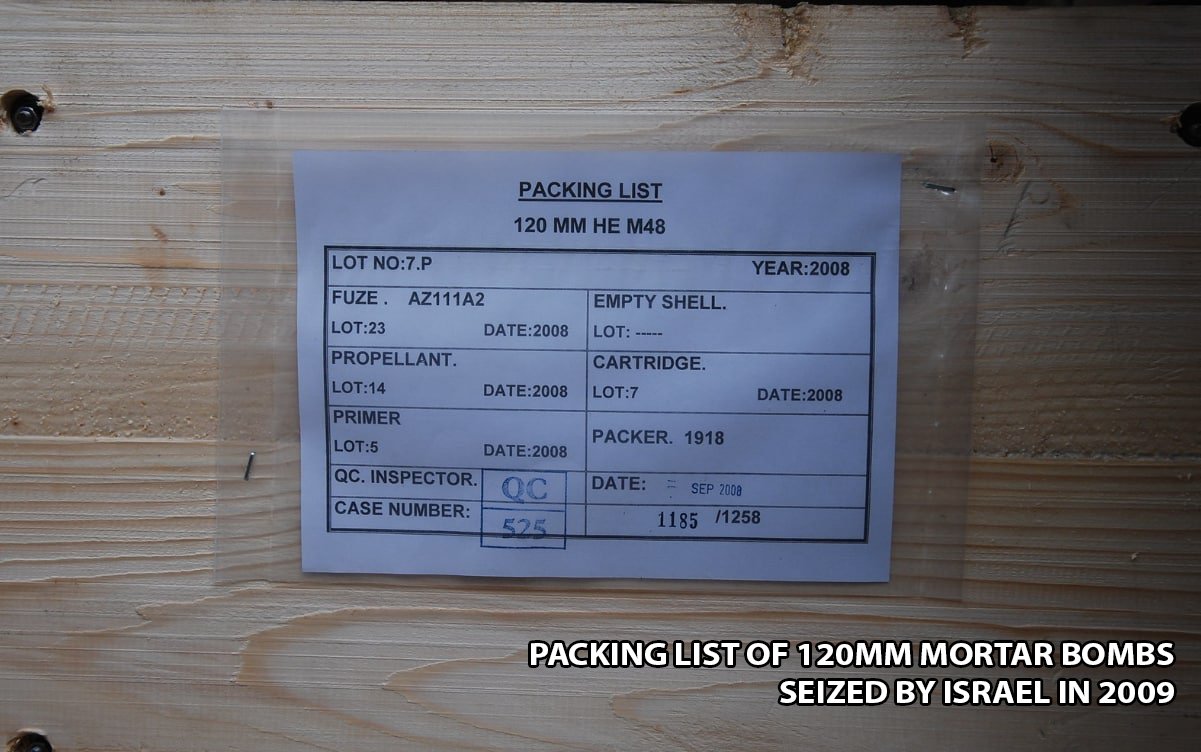 PACKING LIST
120 MM HE M48
LOT NO:7.P YEAR:2008
FUZE . AZ111A2
LOT:23 DATE:2008
EMPTY SHELL.
LOT: -----
PROPELLANT.
LOT:14 DATE:2008
CARTRIDGE.
LOT:7 DATE:2008
PRIMER
LOT:5 DATE:2008
PACKER. 1918
QC. INSPECTOR. QC
DATE: SEP 2008
CASE NUMBER: 525
1185 /1258
PACKING LIST OF 120MM MORTAR BOMBS
SEIZED BY ISRAEL IN 2009